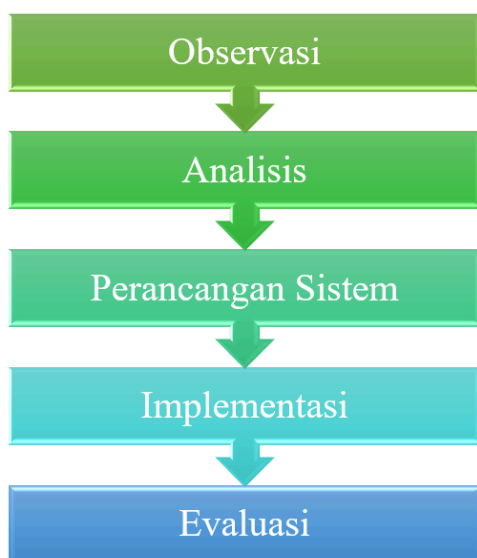 Observasi
Analisis
Perancangan Sistem
Implementasi
Evaluasi